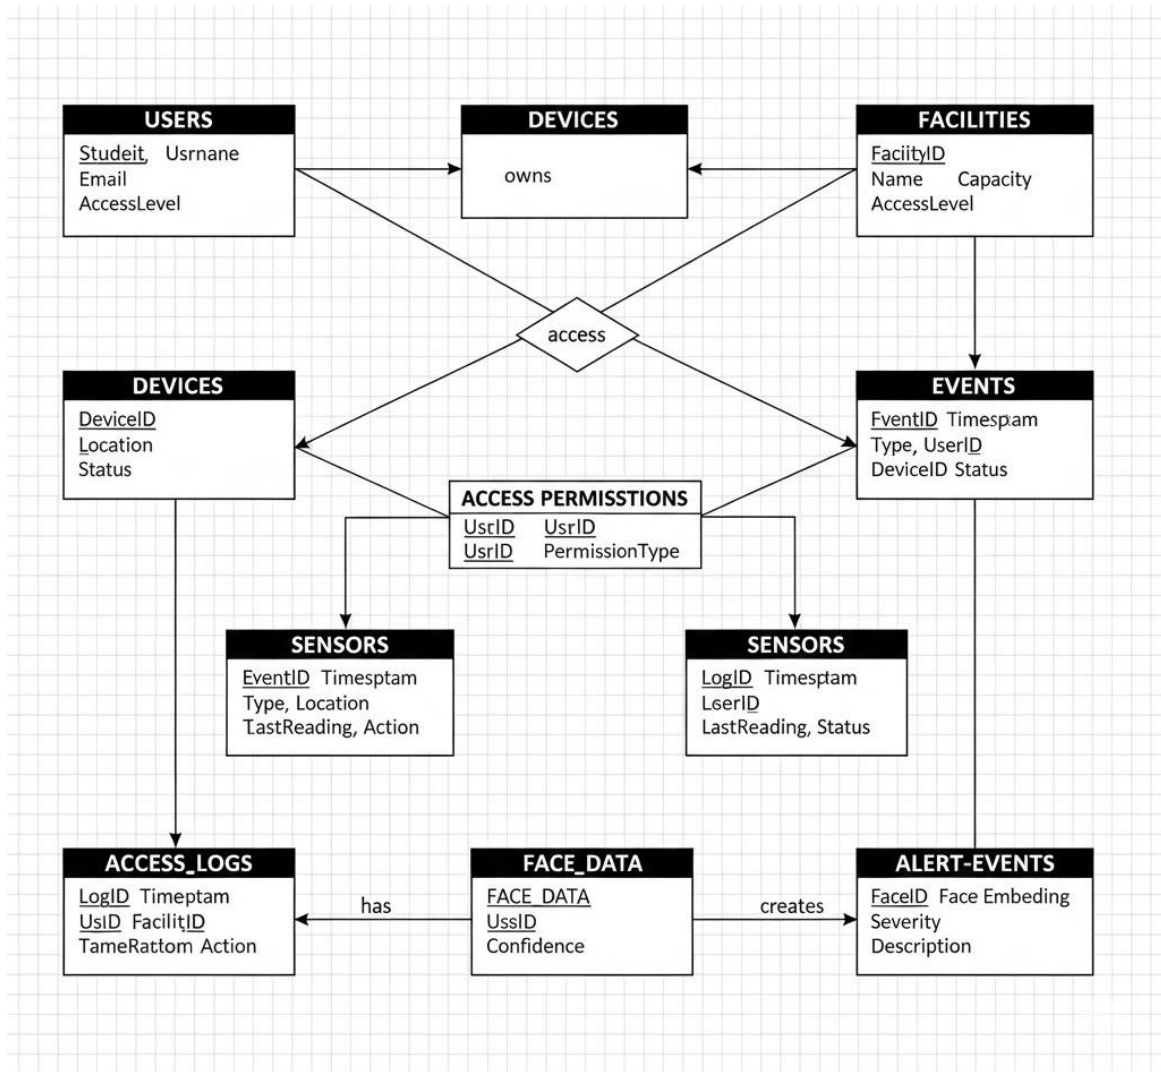 USERS
Studeit, Usrnane
Email
AccessLevel
DEVICES
owns
FACILITIES
FaciityID
Name Capacity
AccessLevel
access
DEVICES
DeviceID
Location
Status
EVENTS
FventID Timespam
Type, UserID
DeviceID Status
ACCESS PERMISSTIONS
UstID UsrID
UsrID PermissionType
SENSORS
EventID Timesptam
Type, Location
TastReading, Action
SENSORS
LogID Timesptam
LserID
LastReading, Status
ACCESS_LOGS
LogID Timeptam
UsID FacilitID
TameRattom Action
has
FACE_DATA
FACE_DATA
UssID
Confidence
creates
ALERT-EVENTS
FaceID Face Embeding
Severity
Description